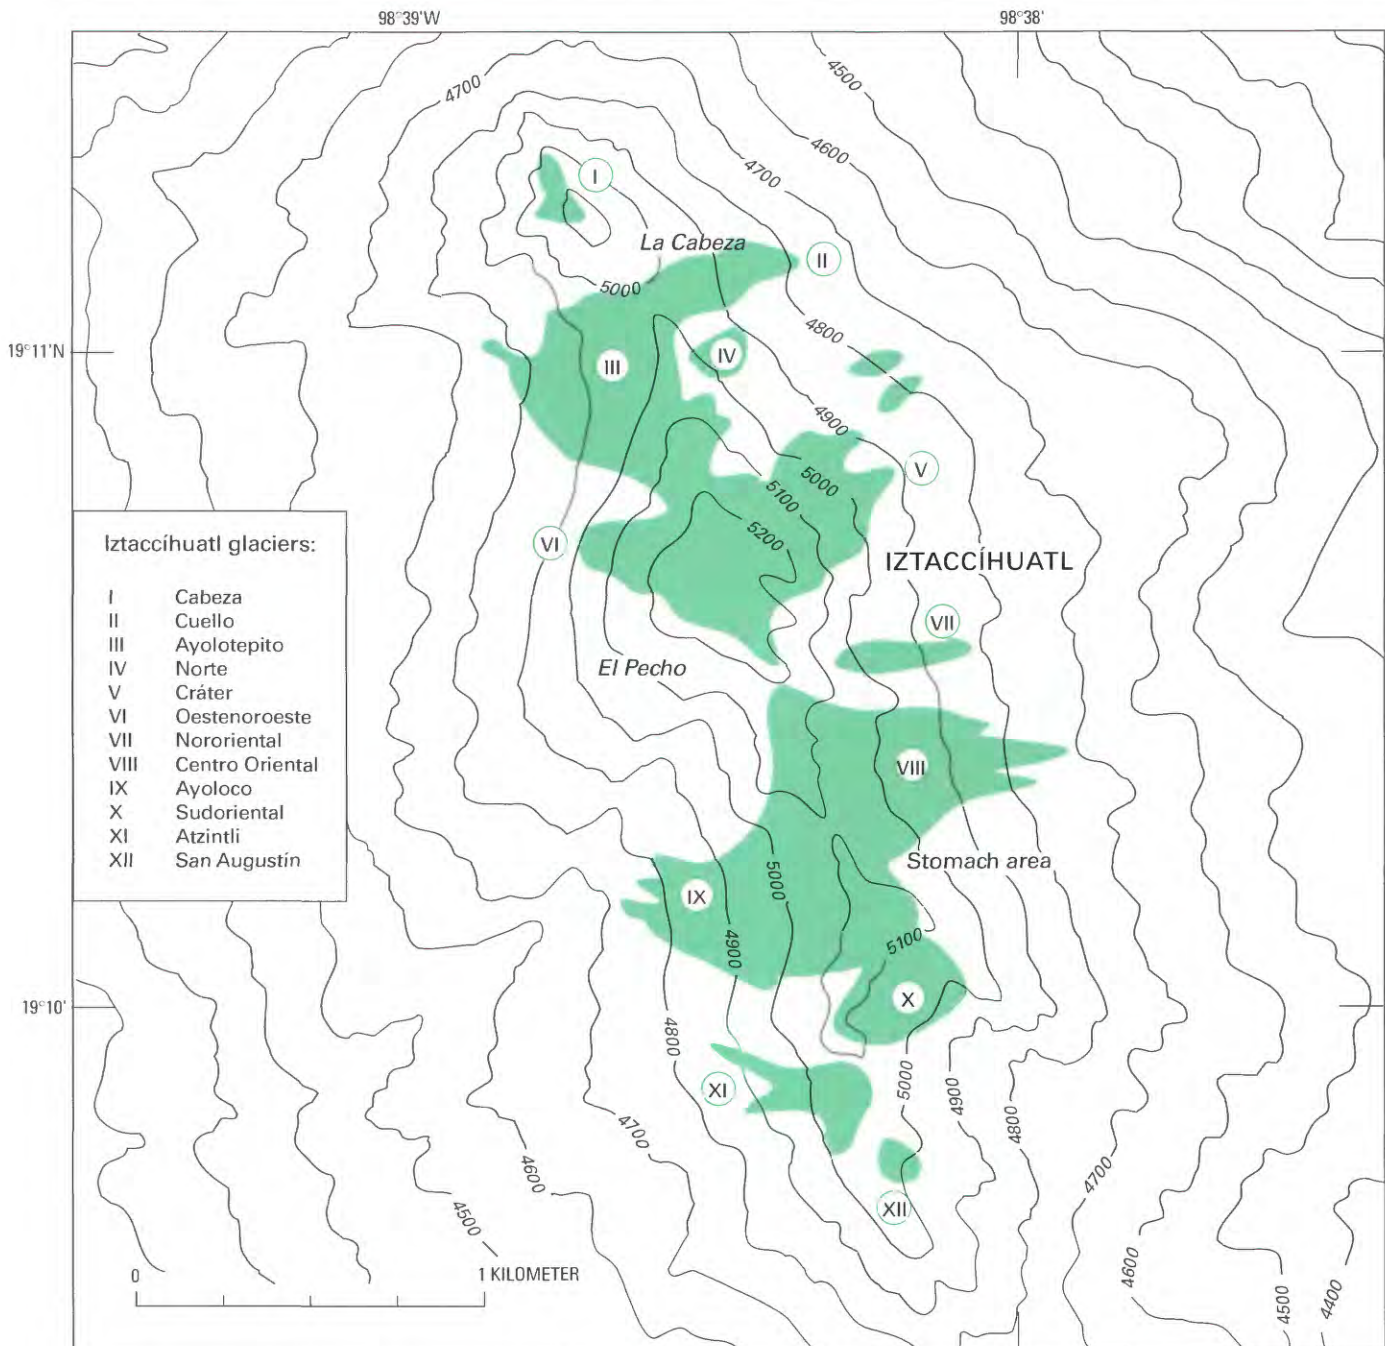 98°39'W
98°38'
4700
4500
4600
4700
I
La Cabeza
II
5000
4800
19°11'N
III
IV
4900
V
5000
5100
5200
Iztaccíhuatl glaciers:
VI
IZTACCÍHUATL
I Cabeza
II Cuello
III Ayolotepito
IV Norte
V Cráter
VI Oestenoroeste
VII Nororiental
VIII Centro Oriental
IX Ayoloco
X Sudoriental
XI Atzintli
XII San Augustín
VII
El Pecho
VIII
Stomach area
5000
IX
4900
5100
19°10'
X
4800
XI
5000
4900
4800
4700
4600
4500
4700
XII
4600
4500
4400
0
1 KILOMETER